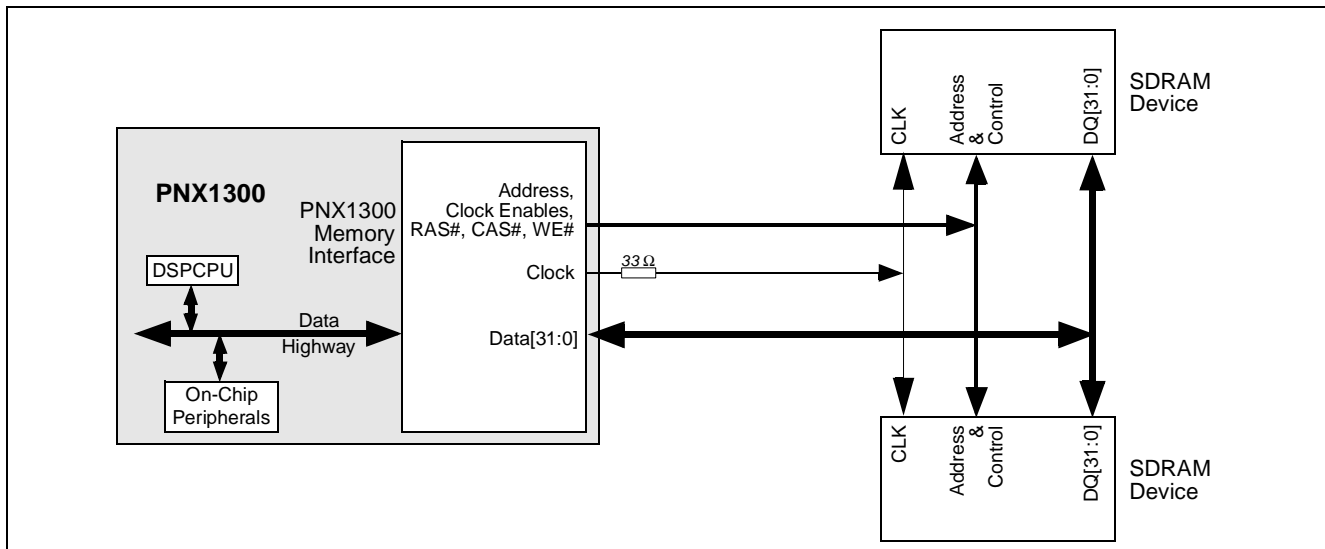 PNX1300
PNX1300
Memory
Interface
DSPCPU
Data
Highway
On-Chip
Peripherals
Address,
Clock Enables,
RAS#, CAS#, WE#
Clock
Data[31:0]
33 Ω
CLK
Address
& Control
DQ[31:0]
SDRAM
Device
CLK
Address
& Control
DQ[31:0]
SDRAM
Device